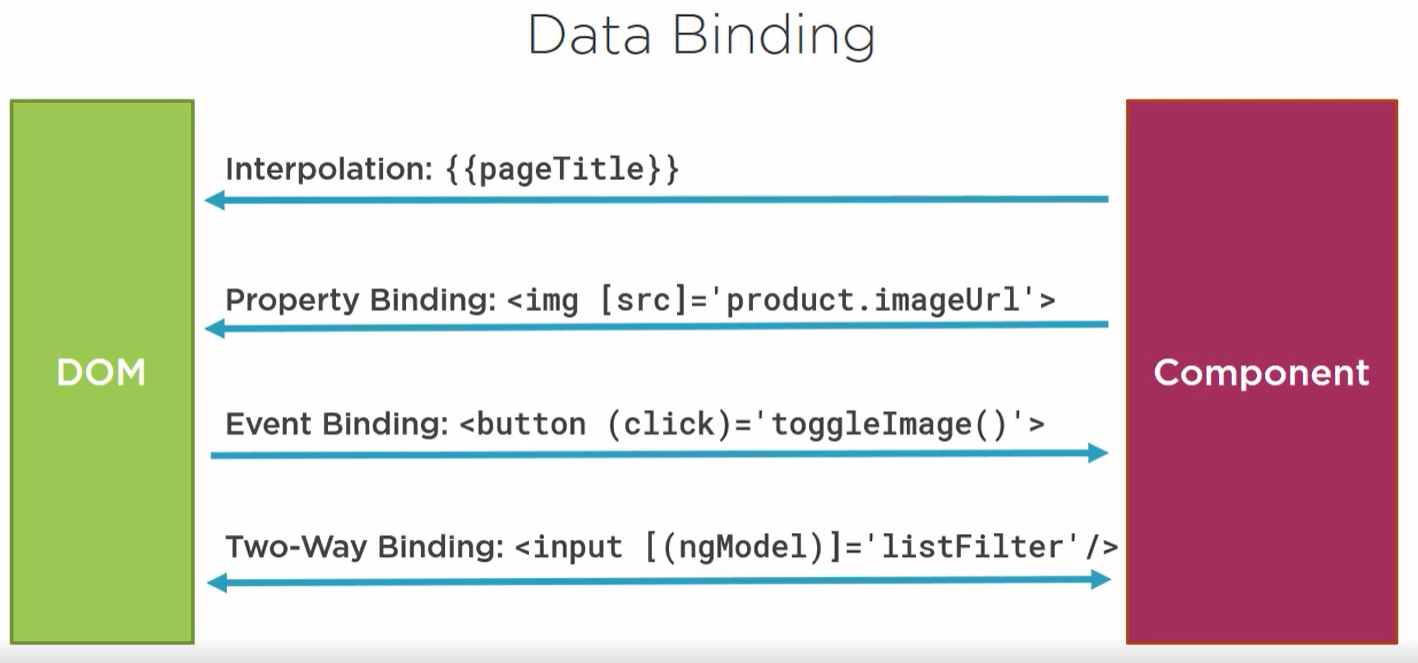 Data Binding
Interpolation: {{pageTitle}}
Property Binding: <img [src]='product.imageUrl'>
DOM
Component
Event Binding: <button (click)='toggleImage()'>
Two-Way Binding: <input [(ngModel)]='listFilter'/>